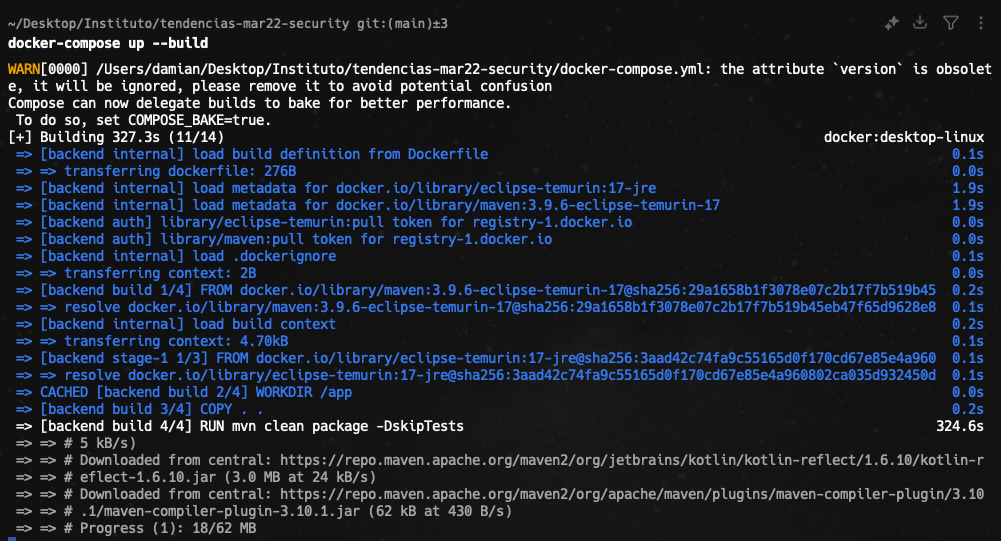 ~/Desktop/Instituto/tendencias-mar22-security git:(main)±3
docker-compose up --build
WARN[0000] /Users/damian/Desktop/Instituto/tendencias-mar22-security/docker-compose.yml: the attribute `version` is obsolet
e, it will be ignored, please remove it to avoid potential confusion
Compose can now delegate builds to bake for better performance.
 To do so, set COMPOSE_BAKE=true.
[+] Building 327.3s (11/14) docker:desktop-linux
 => [backend internal] load build definition from Dockerfile 0.1s
 => => transferring dockerfile: 276B 0.0s
 => [backend internal] load metadata for docker.io/library/eclipse-temurin:17-jre 1.9s
 => [backend internal] load metadata for docker.io/library/maven:3.9.6-eclipse-temurin-17 1.9s
 => [backend auth] library/eclipse-temurin:pull token for registry-1.docker.io 0.0s
 => [backend auth] library/maven:pull token for registry-1.docker.io 0.0s
 => [backend internal] load .dockerignore 0.1s
 => => transferring context: 2B 0.0s
 => [backend build 1/4] FROM docker.io/library/maven:3.9.6-eclipse-temurin-17@sha256:29a1658b1f3078e07c2b17f7b519b45 0.2s
 => => resolve docker.io/library/maven:3.9.6-eclipse-temurin-17@sha256:29a1658b1f3078e07c2b17f7b519b45eb47f65d9628e8 0.1s
 => [backend internal] load build context 0.2s
 => => transferring context: 4.70kB 0.1s
 => [backend stage-1 1/3] FROM docker.io/library/eclipse-temurin:17-jre@sha256:3aad42c74fa9c55165d0f170cd67e85e4a960 0.1s
 => => resolve docker.io/library/eclipse-temurin:17-jre@sha256:3aad42c74fa9c55165d0f170cd67e85e4a960802ca035d932450d 0.1s
 => CACHED [backend build 2/4] WORKDIR /app 0.0s
 => [backend build 3/4] COPY . . 0.2s
 => [backend build 4/4] RUN mvn clean package -DskipTests 324.6s
 => => # 5 kB/s)
 => => # Downloaded from central: https://repo.maven.apache.org/maven2/org/jetbrains/kotlin/kotlin-reflect/1.6.10/kotlin-r
 => => # eflect-1.6.10.jar (3.0 MB at 24 kB/s)
 => => # Downloaded from central: https://repo.maven.apache.org/maven2/org/apache/maven/plugins/maven-compiler-plugin/3.10
 => => # .1/maven-compiler-plugin-3.10.1.jar (62 kB at 430 B/s)
 => => # Progress (1): 18/62 MB